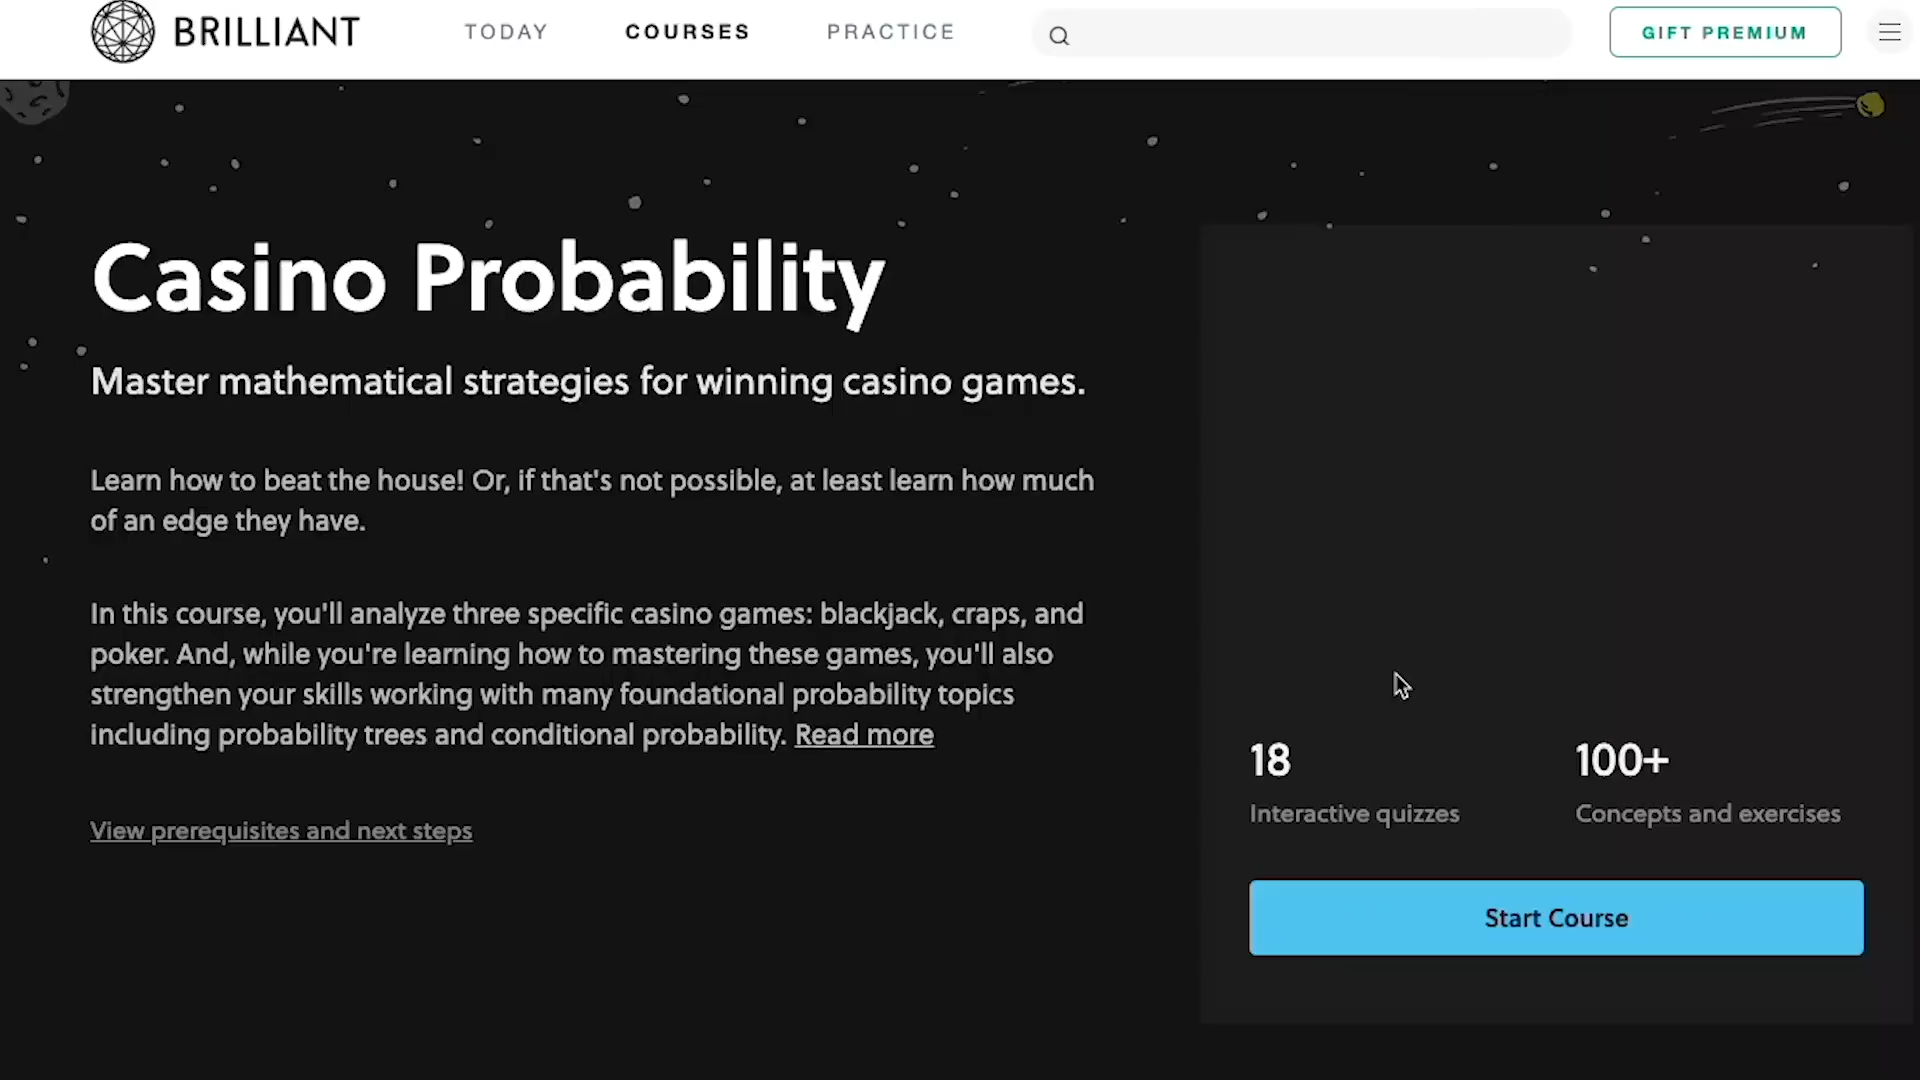 BRILLIANT
TODAY
COURSES
PRACTICE
GIFT PREMIUM
Casino Probability
Master mathematical strategies for winning casino games.
Learn how to beat the house! Or, if that's not possible, at least learn how much
of an edge they have.
In this course, you'll analyze three specific casino games: blackjack, craps, and
poker. And, while you're learning how to mastering these games, you'll also
strengthen your skills working with many foundational probability topics
including probability trees and conditional probability. Read more
View prerequisites and next steps
18
Interactive quizzes
100+
Concepts and exercises
Start Course